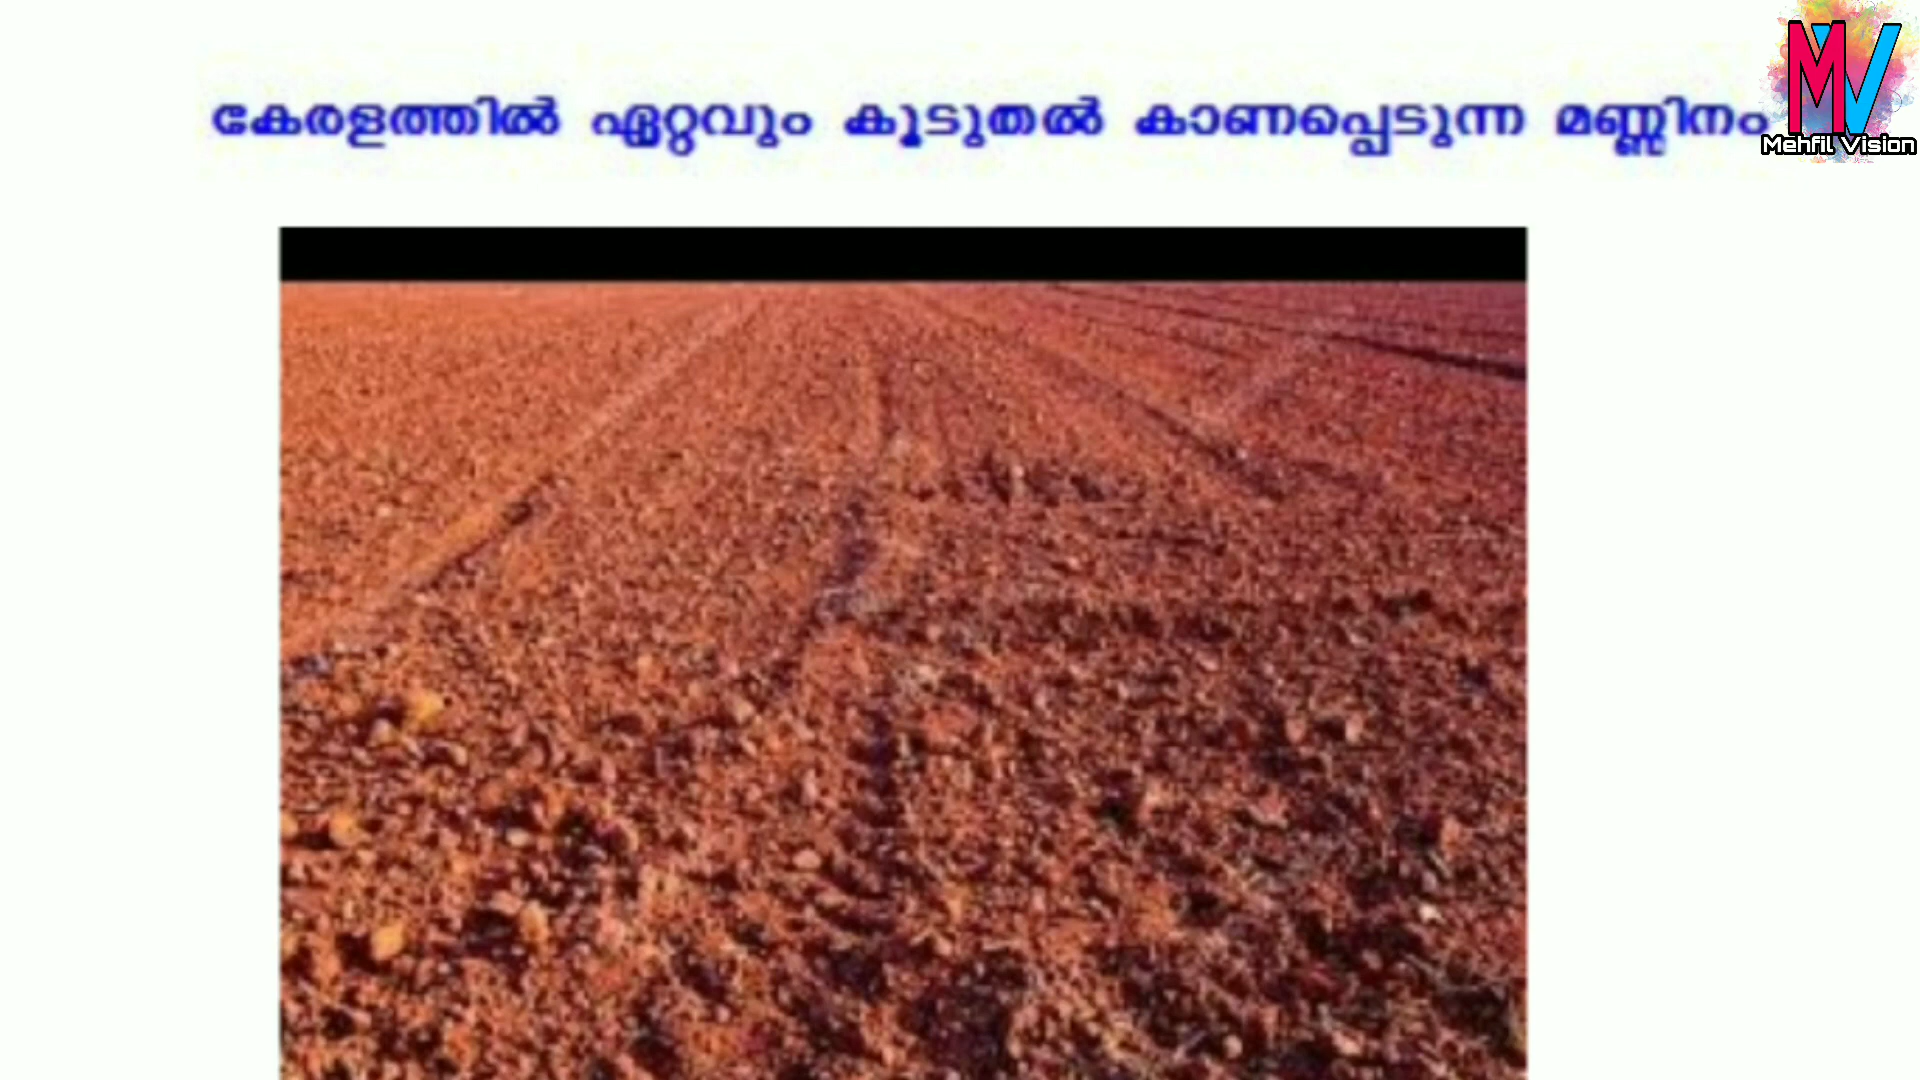 കേരളത്തിൽ ഏറ്റവും കൂടുതൽ കാണപ്പെടുന്ന മണ്ണിനം
MV
Mehfil Vision